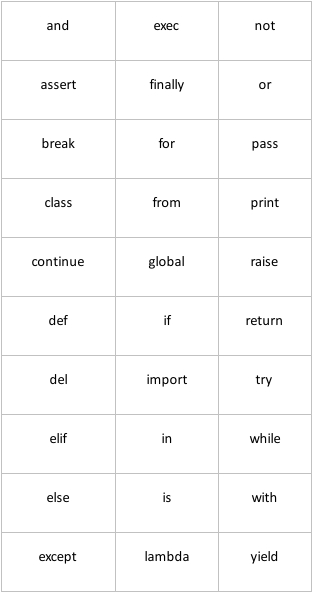 and exec not
assert finally or
break for pass
class from print
continue global raise
def if return
del import try
elif in while
else is with
except lambda yield